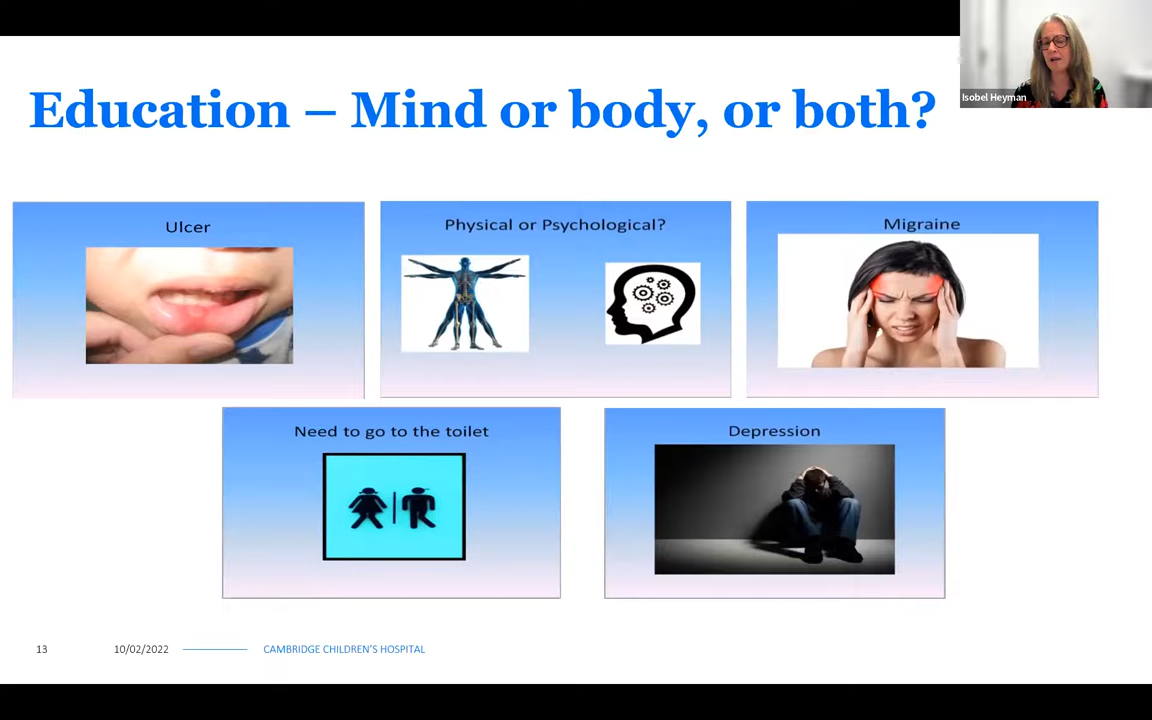 Isobel Heyman
Education – Mind or body, or both?
Ulcer
Physical or Psychological?
Migraine
Need to go to the toilet
Depression
13
10/02/2022
CAMBRIDGE CHILDREN'S HOSPITAL